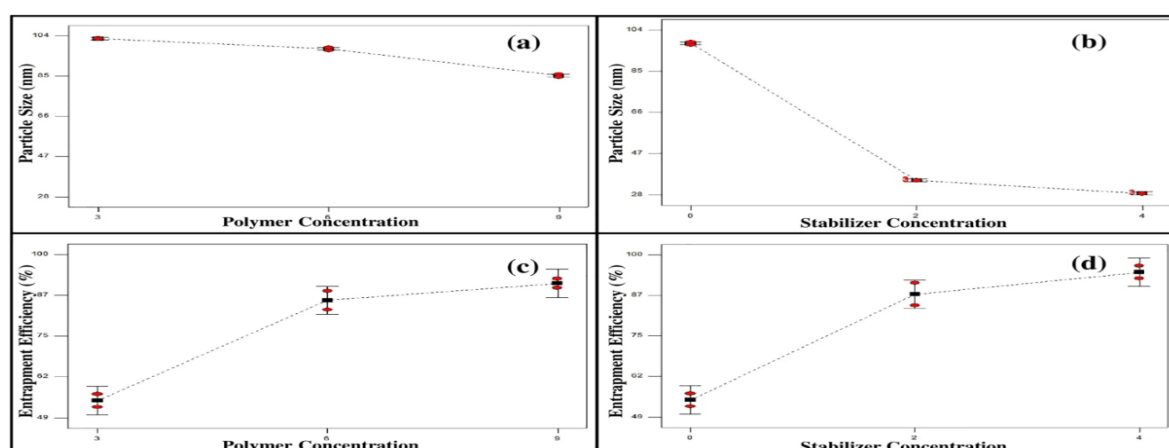 (a)
Particle Size (nm)
104
85
66
47
28
3
6
9
Polymer Concentration
(b)
Particle Size (nm)
104
85
66
47
28
0
2
4
Stabilizer Concentration
(c)
Entrapment Efficiency (%)
100
87
75
62
49
3
6
9
Polymer Concentration
(d)
Entrapment Efficiency (%)
100
87
75
62
49
0
2
4
Stabilizer Concentration